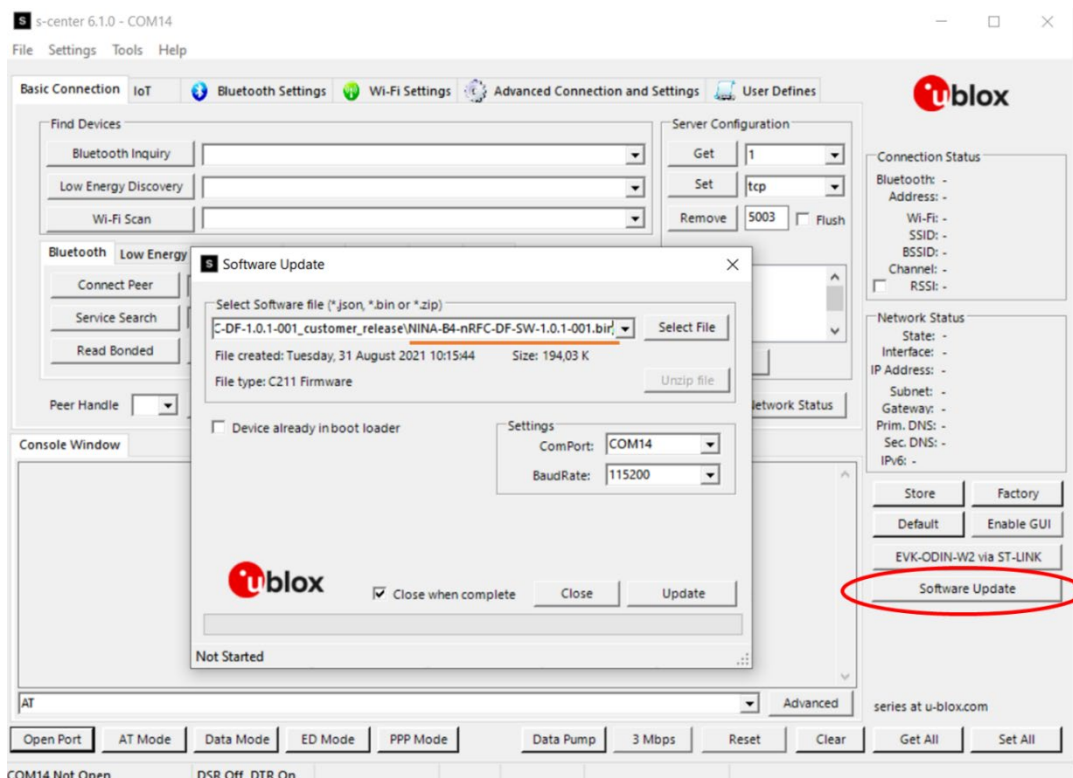 s-center 6.1.0 - COM14
File Settings Tools Help
Basic Connection IoT Bluetooth Settings Wi-Fi Settings Advanced Connection and Settings User Defines
ublox
Find Devices
Bluetooth Inquiry
Low Energy Discovery
Wi-Fi Scan
Server Configuration
Get 1
Set tcp
Remove 5003 Flush
Connection Status
Bluetooth: -
Address: -
Wi-Fi: -
SSID: -
BSSID: -
Channel: -
RSSI: -
Bluetooth Low Energy
Connect Peer
Service Search
Read Bonded
Peer Handle
Network Status
Software Update
Select Software file (*.json, *.bin or *.zip)
C-DF-1.0.1-001_customer_release\NINA-B4-nRFC-DF-SW-1.0.1-001.bin Select File
File created: Tuesday, 31 August 2021 10:15:44 Size: 194,03 K
File type: C211 Firmware Unzip file
Device already in boot loader
Settings
ComPort: COM14
BaudRate: 115200
ublox
Close when complete Close Update
Not Started
Network Status
State: -
Interface: -
IP Address: -
Subnet: -
Gateway: -
Prim. DNS: -
Sec. DNS: -
IPv6: -
Console Window
Store Factory
Default Enable GUI
EVK-ODIN-W2 via ST-LINK
Software Update
AT Advanced
series at u-blox.com
Open Port AT Mode Data Mode ED Mode PPP Mode Data Pump 3 Mbps Reset Clear Get All Set All
COM14 Not Open DSR Off, DTR On